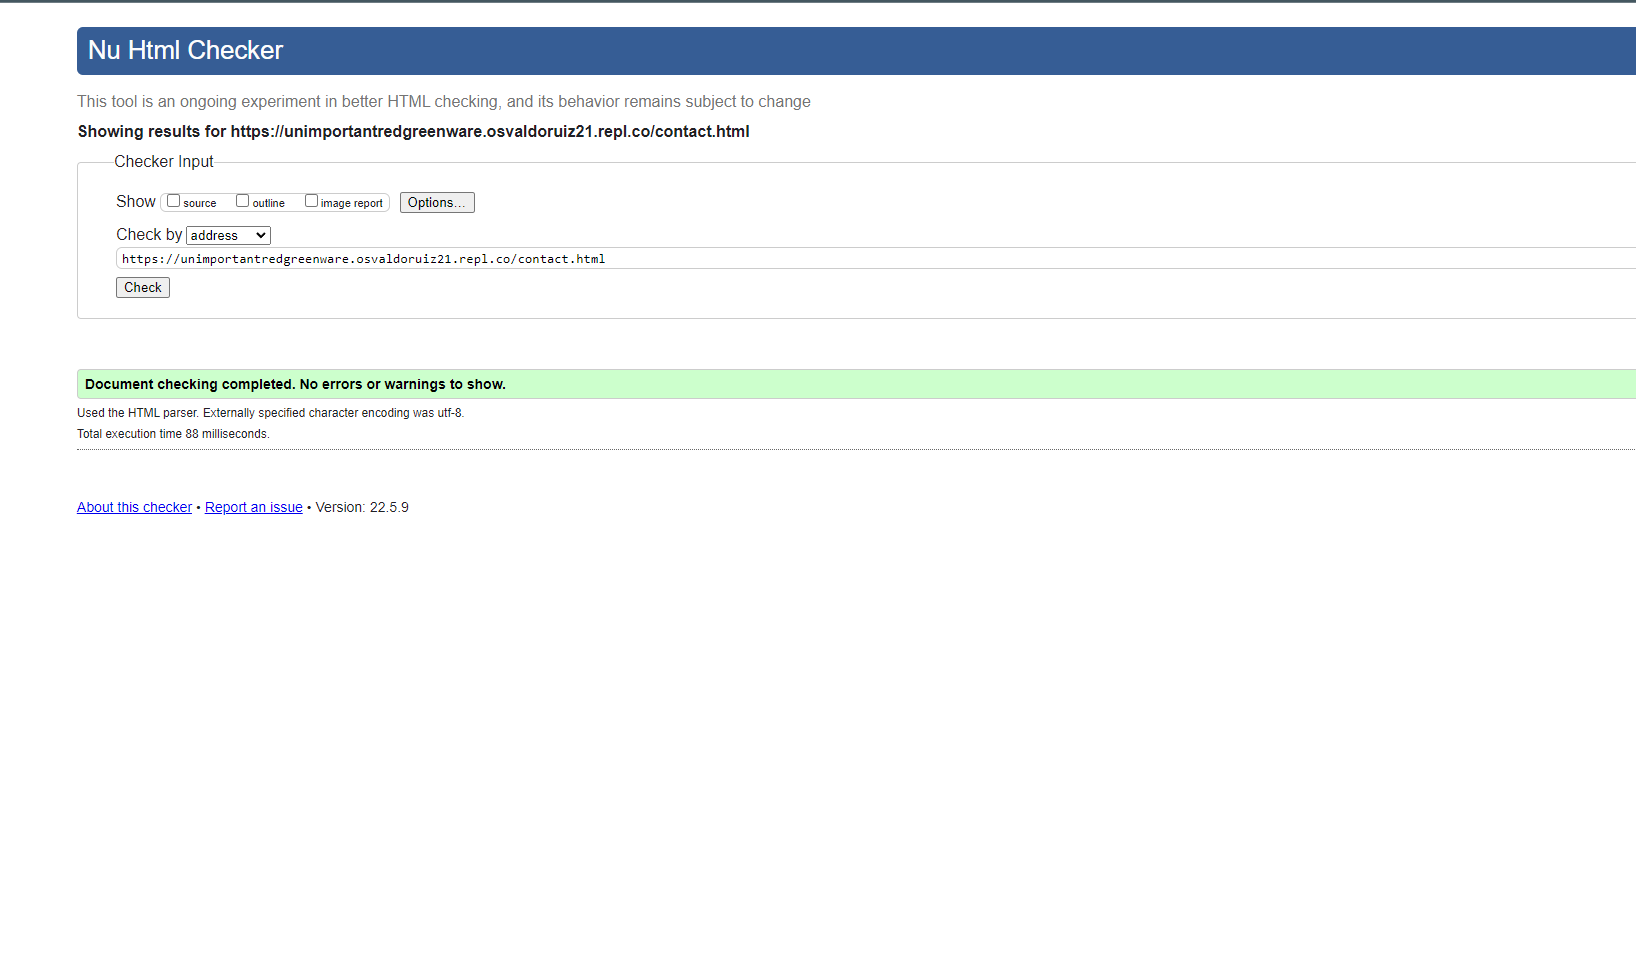 Nu Html Checker
This tool is an ongoing experiment in better HTML checking, and its behavior remains subject to change
Showing results for https://unimportantredgreenware.osvaldoruiz21.repl.co/contact.html
Checker Input
Show source outline image report Options...
Check by address
https://unimportantredgreenware.osvaldoruiz21.repl.co/contact.html
Check
Document checking completed. No errors or warnings to show.
Used the HTML parser. Externally specified character encoding was utf-8.
Total execution time 88 milliseconds.
About this checker • Report an issue • Version: 22.5.9